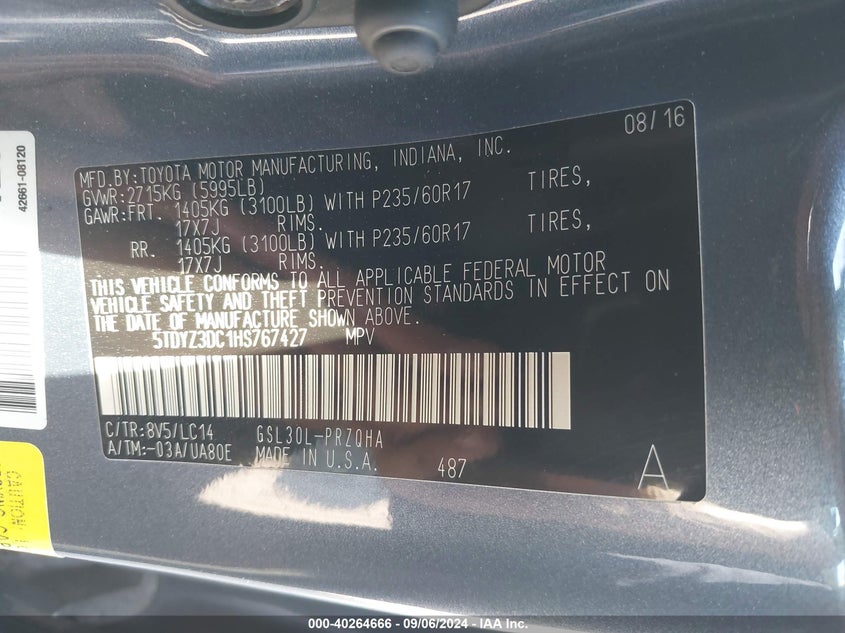 08/16
MFD.BY:TOYOTA MOTOR MANUFACTURING, INDIANA, INC.
GVWR:2715KG (5995LB)
GAWR:FRT. 1405KG (3100LB) WITH P235/60R17 TIRES,
17X7J RIMS.
RR. 1405KG (3100LB) WITH P235/60R17 TIRES,
17X7J RIMS.
THIS VEHICLE CONFORMS TO ALL APPLICABLE FEDERAL MOTOR
VEHICLE SAFETY AND THEFT PREVENTION STANDARDS IN EFFECT ON
THE DATE OF MANUFACTURE SHOWN ABOVE.
5TDYZ3DC1HS767427 MPV
C/TR:8V5/LC14 GSL30L-PRZQHA
A/TM:-03A/UA80E MADE IN U.S.A. 487 A
42661-08120
CAUTION
000-40264666 - 09/06/2024 - IAA Inc.